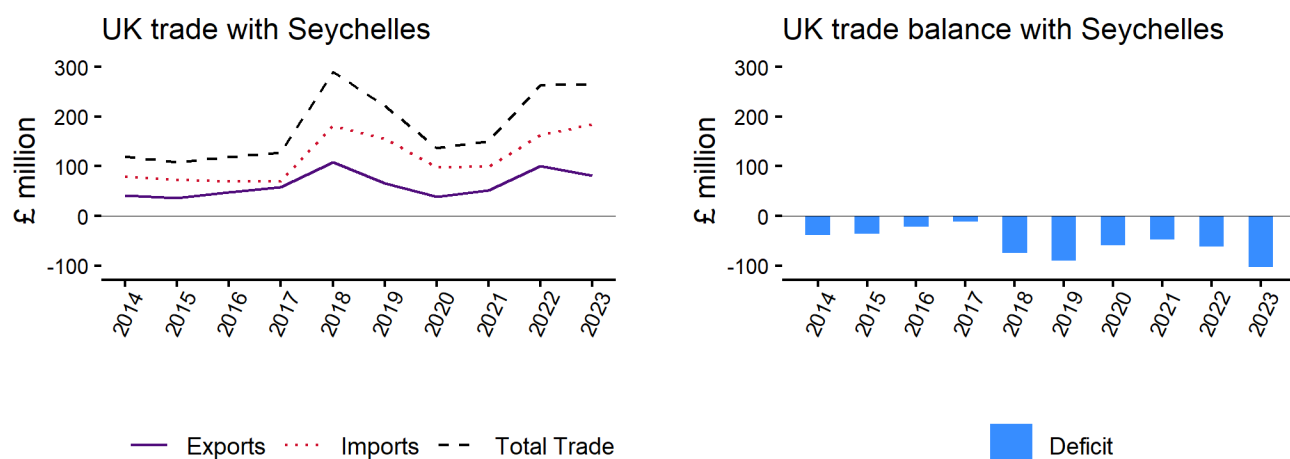 UK trade with Seychelles
£ million
300
200
100
0
-100
2014 2015 2016 2017 2018 2019 2020 2021 2022 2023
Exports Imports Total Trade
UK trade balance with Seychelles
£ million
300
200
100
0
-100
2014 2015 2016 2017 2018 2019 2020 2021 2022 2023
Deficit